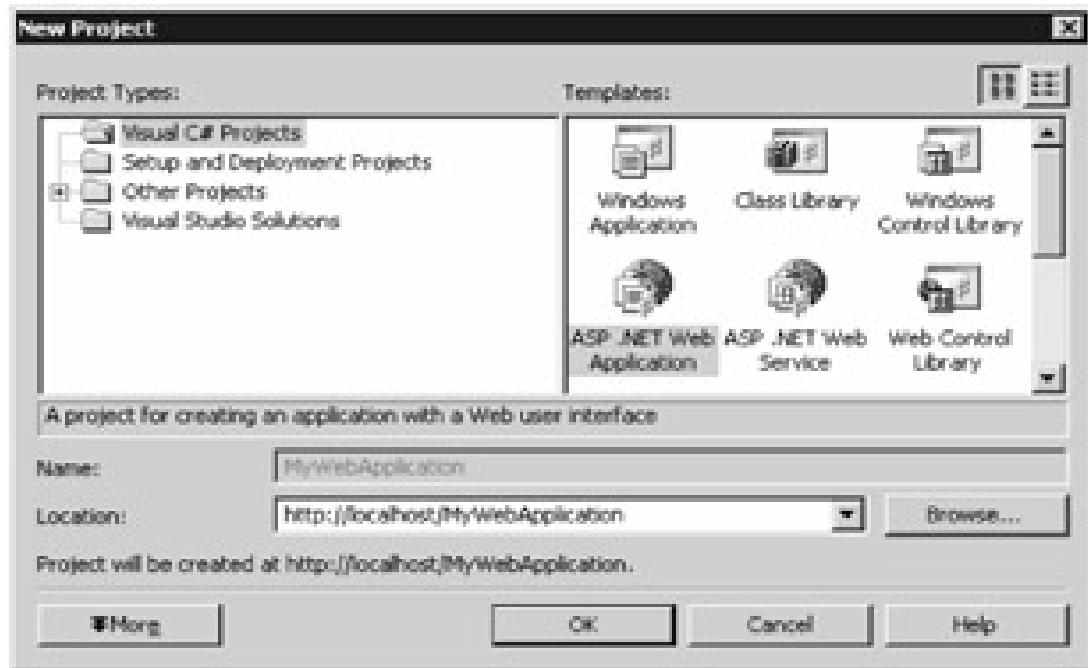 New Project
Project Types:
Templates:
Visual C# Projects
Setup and Deployment Projects
Other Projects
Visual Studio Solutions
Windows Application
Class Library
Windows Control Library
ASP .NET Web Application
ASP .NET Web Service
Web Control Library
A project for creating an application with a Web user interface
Name:
MyWebApplication
Location:
http://localhost/MyWebApplication
Browse...
Project will be created at http://localhost/MyWebApplication.
More
OK
Cancel
Help